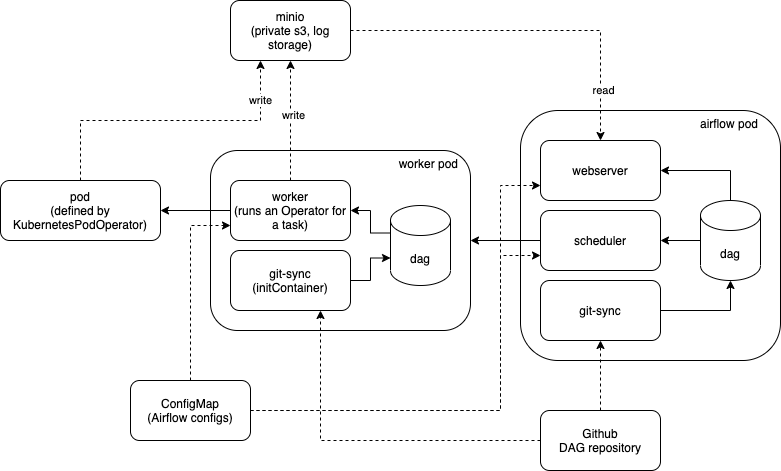 minio
(private s3, log
storage)
write
write
read
airflow pod
worker pod
webserver
pod
(defined by
KubernetesPodOperator)
worker
(runs an Operator for
a task)
scheduler
dag
dag
git-sync
(initContainer)
git-sync
ConfigMap
(Airflow configs)
Github
DAG repository